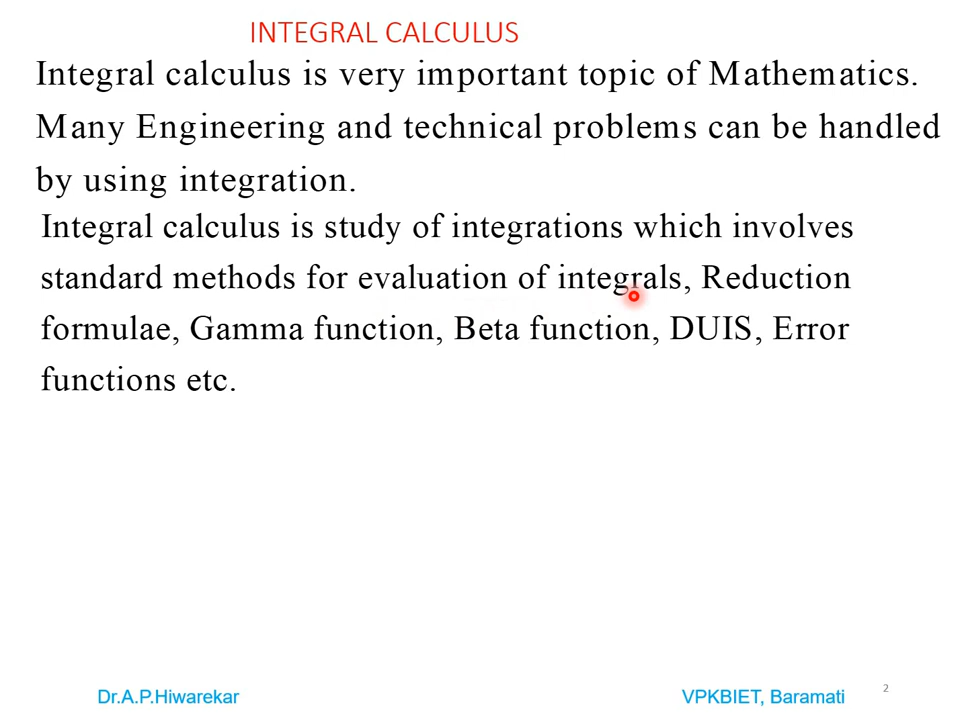 INTEGRAL CALCULUS
Integral calculus is very important topic of Mathematics.
Many Engineering and technical problems can be handled
by using integration.
Integral calculus is study of integrations which involves
standard methods for evaluation of integrals, Reduction
formulae, Gamma function, Beta function, DUIS, Error
functions etc.
Dr.A.P.Hiwarekar
VPKBIET, Baramati
2